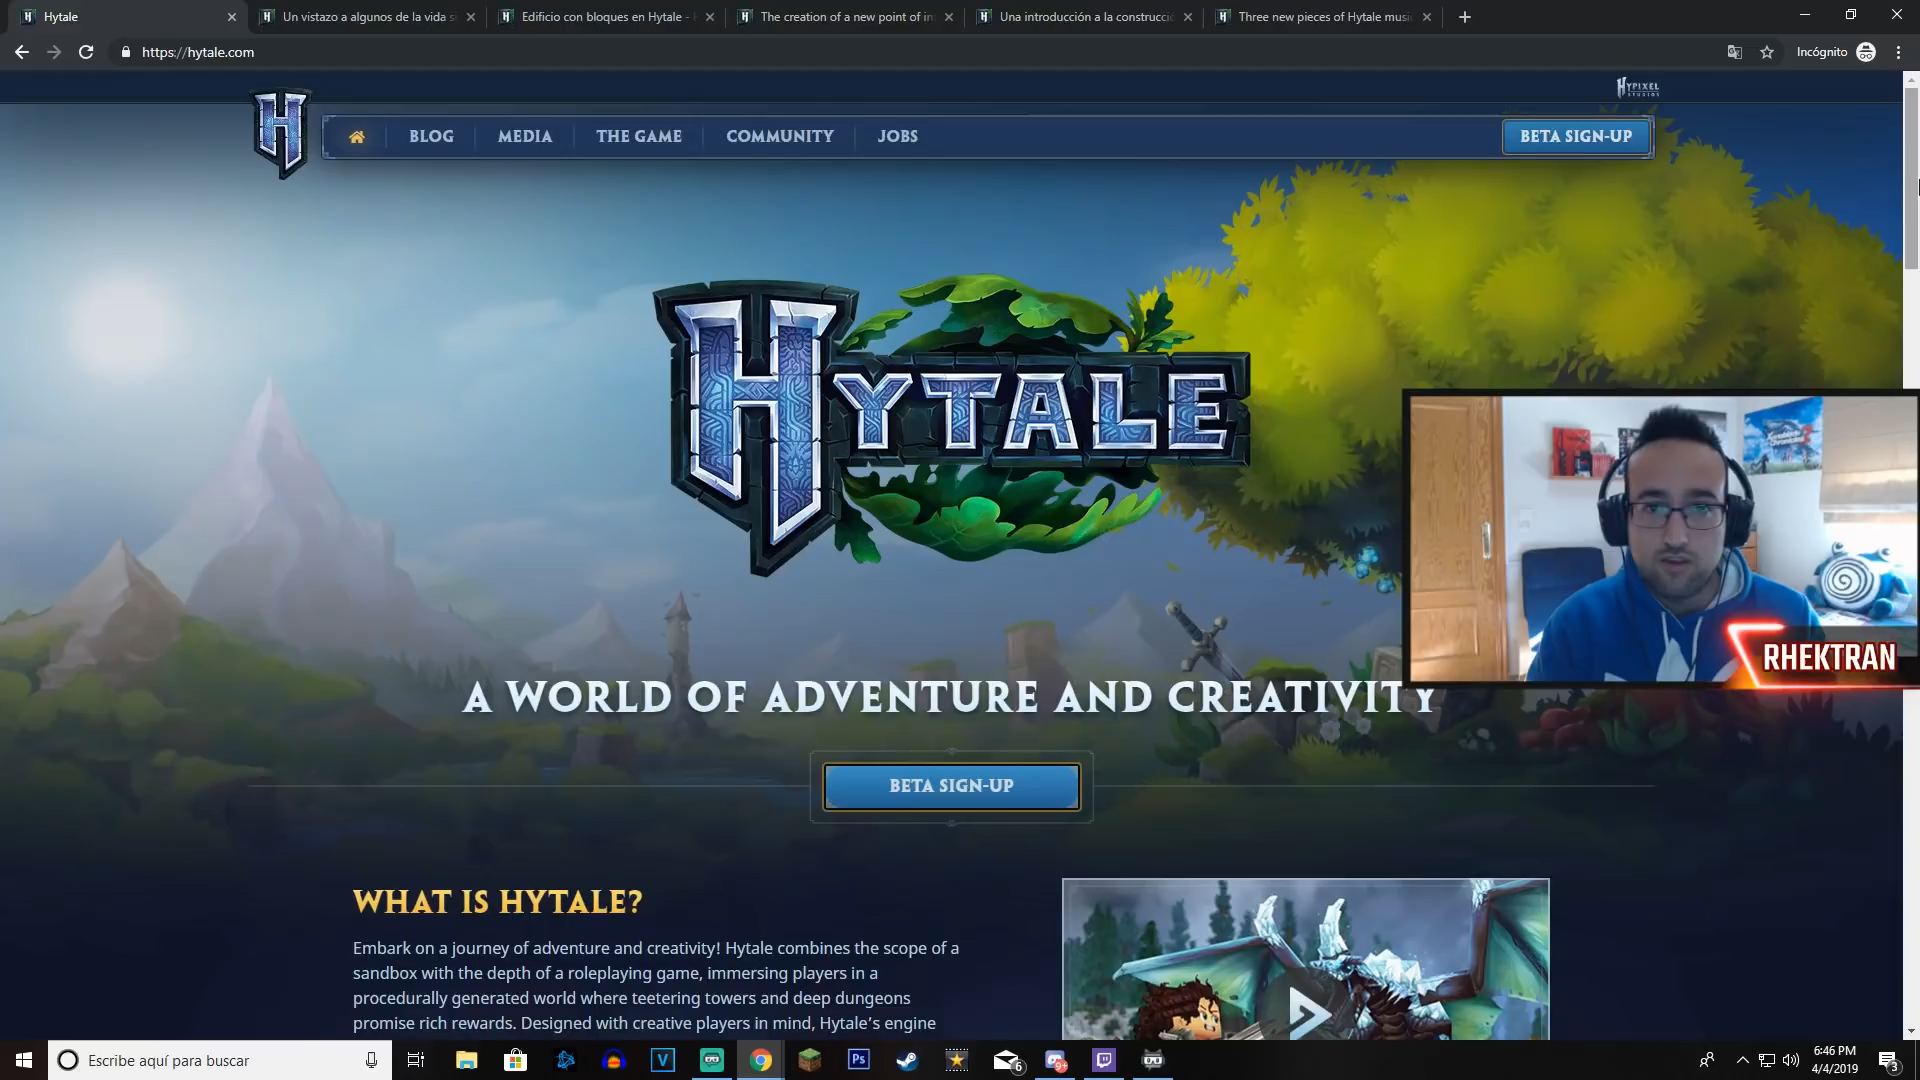 Hytale
Un vistazo a algunos de la vida s
Edificio con bloques en Hytale -
The creation of a new point of in
Una introducción a la construcci
Three new pieces of Hytale musi
https://hytale.com
Incógnito
HYPIXEL
STUDIOS
H
BLOG
MEDIA
THE GAME
COMMUNITY
JOBS
BETA SIGN-UP
HYTALE
RHEKTRAN
A WORLD OF ADVENTURE AND CREATIVITY
BETA SIGN-UP
WHAT IS HYTALE?
Embark on a journey of adventure and creativity! Hytale combines the scope of a
sandbox with the depth of a roleplaying game, immersing players in a
procedurally generated world where teetering towers and deep dungeons
promise rich rewards. Designed with creative players in mind, Hytale’s engine
Escribe aquí para buscar
V
Ps
6
9+
6:46 PM
4/4/2019
3